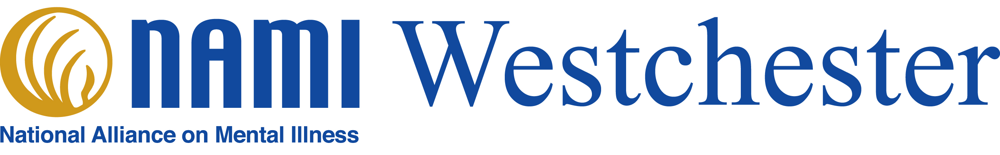 NAMI Westchester
National Alliance on Mental Illness